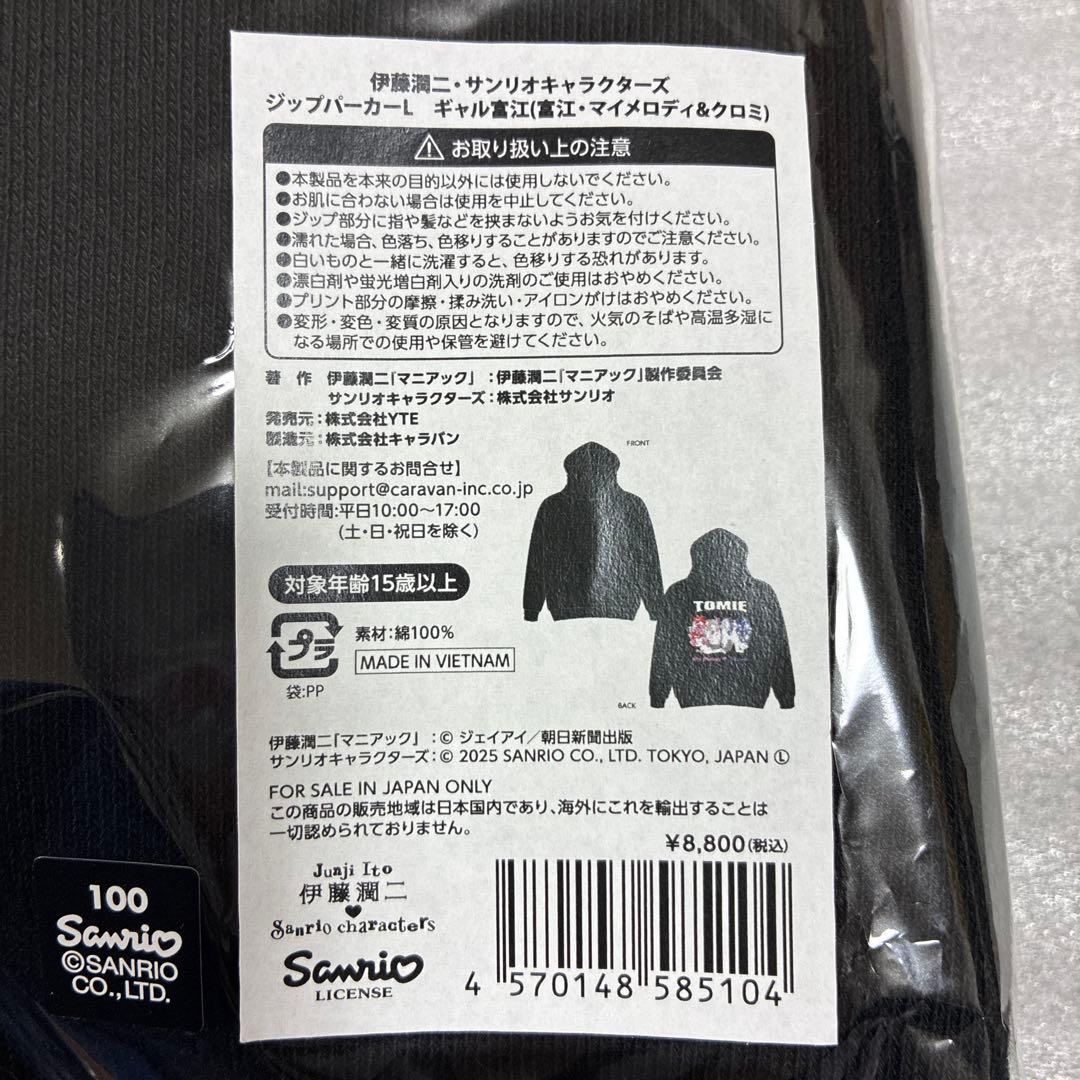 伊藤潤二・サンリオキャラクターズ
ジップパーカーL ギャル富江(富江・マイメロディ&クロミ)
⚠ お取り扱い上の注意
●本製品を本来の目的以外には使用しないでください。
●お肌に合わない場合は使用を中止してください。
●ジップ部分に指や髪などを挟まないようお気を付けください。
●濡れた場合、色落ち、色移りすることがありますのでご注意ください。
●白いものと一緒に洗濯すると、色移りする恐れがあります。
●漂白剤や蛍光増白剤入りの洗剤のご使用はおやめください。
●プリント部分の摩擦・揉み洗い・アイロンがけはおやめください。
●変形・変色・変質の原因となりますので、火気のそばや高温多湿に
なる場所での使用や保管を避けてください。
著 作 伊藤潤二『マニアック』:伊藤潤二『マニアック』製作委員会
サンリオキャラクターズ:株式会社サンリオ
発売元:株式会社YTE
製造元:株式会社キャラバン
【本製品に関するお問合せ】
mail:support@caravan-inc.co.jp
受付時間:平日10:00〜17:00
(土・日・祝日を除く)
FRONT
対象年齢15歳以上
TOMIE
プラ
袋:PP
素材:綿100%
MADE IN VIETNAM
BACK
伊藤潤二『マニアック』:© ジェイアイ/朝日新聞出版
サンリオキャラクターズ:© 2025 SANRIO CO., LTD. TOKYO, JAPAN Ⓛ
FOR SALE IN JAPAN ONLY
この商品の販売地域は日本国内であり、海外にこれを輸出することは
一切認められておりません。
¥8,800(税込)
Junji Ito
伊藤潤二
♥
Sanrio characters
Sanrio
LICENSE
4 570148 585104
100
Sanrio
©SANRIO
CO.,LTD.